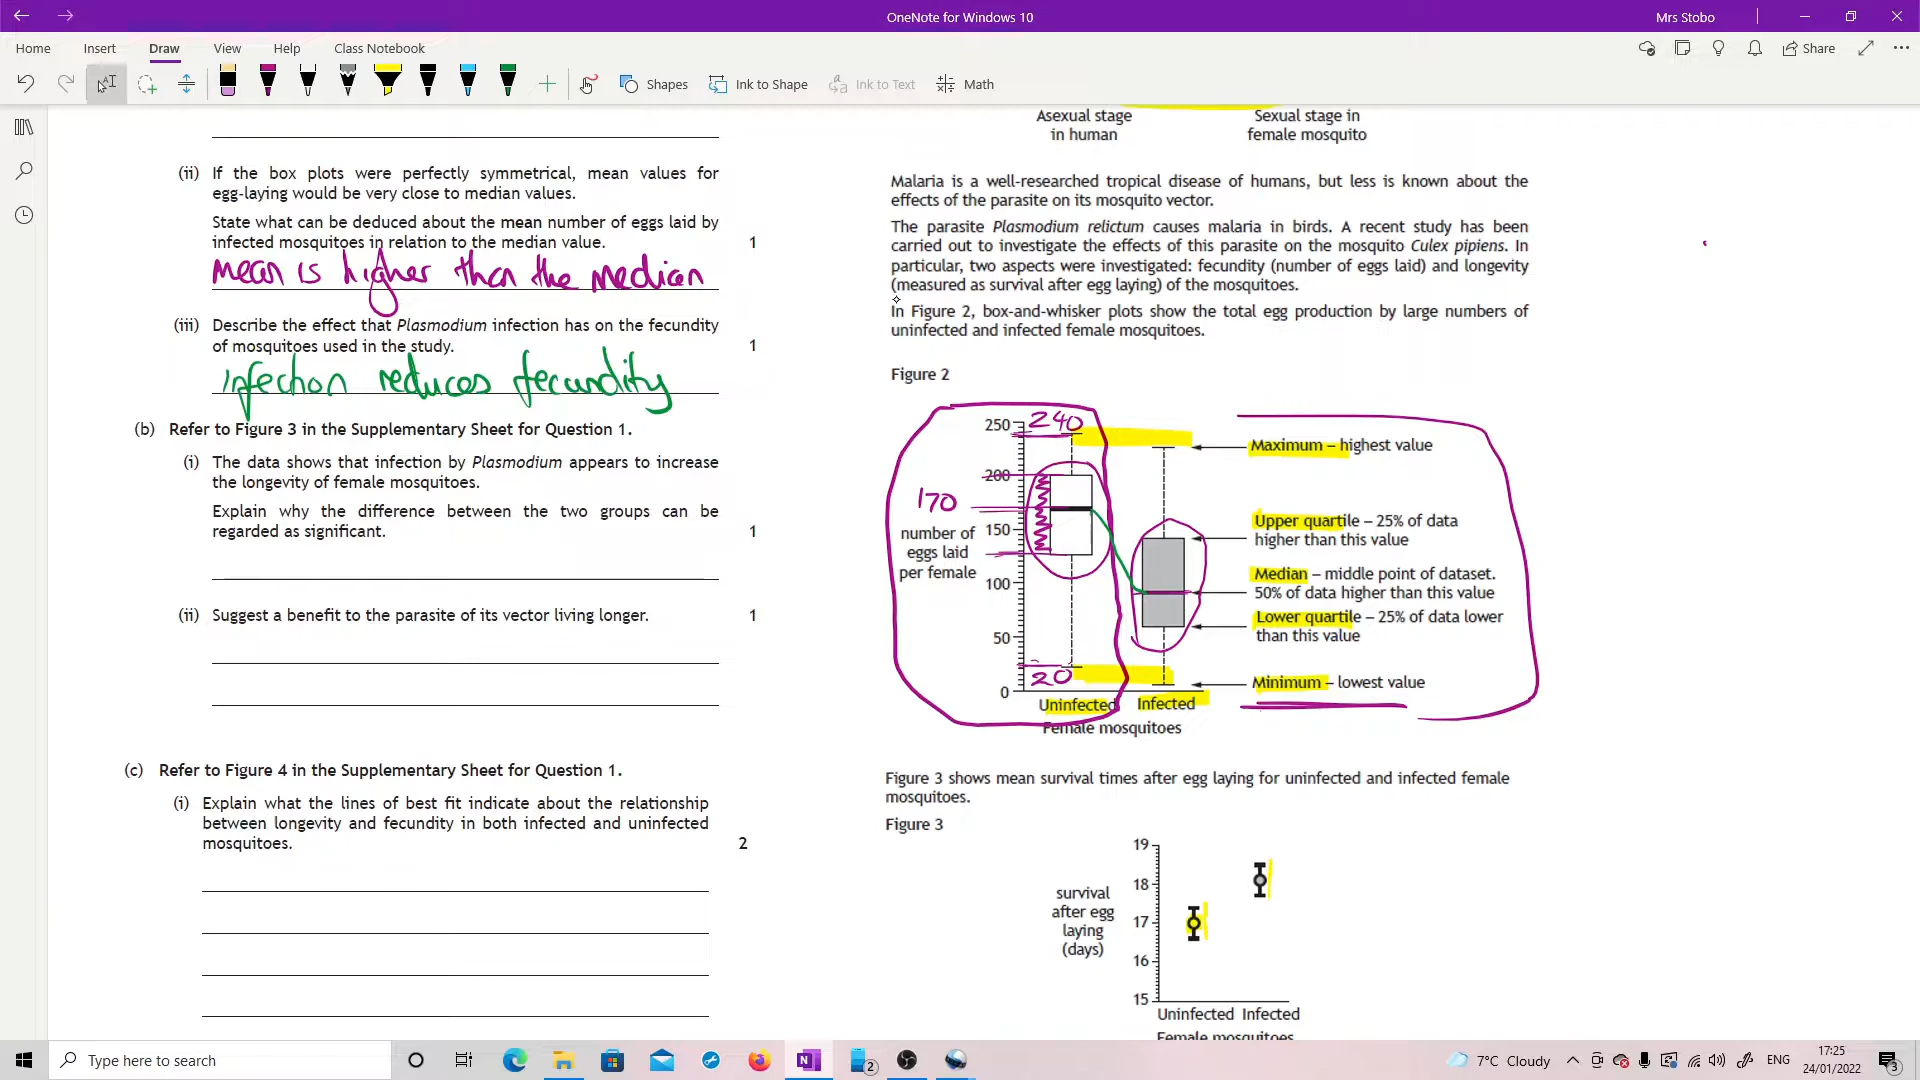 OneNote for Windows 10
Mrs Stobo
Home Insert Draw View Help Class Notebook
Share
Shapes Ink to Shape Ink to Text Math
(ii) If the box plots were perfectly symmetrical, mean values for
egg-laying would be very close to median values.
State what can be deduced about the mean number of eggs laid by
infected mosquitoes in relation to the median value. 1
mean is higher than the median
(iii) Describe the effect that Plasmodium infection has on the fecundity
of mosquitoes used in the study. 1
infection reduces fecundity
(b) Refer to Figure 3 in the Supplementary Sheet for Question 1.
(i) The data shows that infection by Plasmodium appears to increase
the longevity of female mosquitoes.
Explain why the difference between the two groups can be
regarded as significant. 1
(ii) Suggest a benefit to the parasite of its vector living longer. 1
(c) Refer to Figure 4 in the Supplementary Sheet for Question 1.
(i) Explain what the lines of best fit indicate about the relationship
between longevity and fecundity in both infected and uninfected
mosquitoes. 2
Asexual stage
in human
Sexual stage in
female mosquito
Malaria is a well-researched tropical disease of humans, but less is known about the
effects of the parasite on its mosquito vector.
The parasite Plasmodium relictum causes malaria in birds. A recent study has been
carried out to investigate the effects of this parasite on the mosquito Culex pipiens. In
particular, two aspects were investigated: fecundity (number of eggs laid) and longevity
(measured as survival after egg laying) of the mosquitoes.
In Figure 2, box-and-whisker plots show the total egg production by large numbers of
uninfected and infected female mosquitoes.
Figure 2
250
240
200
170
150
number of
eggs laid
per female
100
50
20
0
Uninfected Infected
Female mosquitoes
Maximum – highest value
Upper quartile – 25% of data
higher than this value
Median – middle point of dataset.
50% of data higher than this value
Lower quartile – 25% of data lower
than this value
Minimum – lowest value
Figure 3 shows mean survival times after egg laying for uninfected and infected female
mosquitoes.
Figure 3
19
18
17
16
15
survival
after egg
laying
(days)
Uninfected Infected
Female mosquitoes
Type here to search
2
7°C Cloudy
ENG
17:25
24/01/2022
3